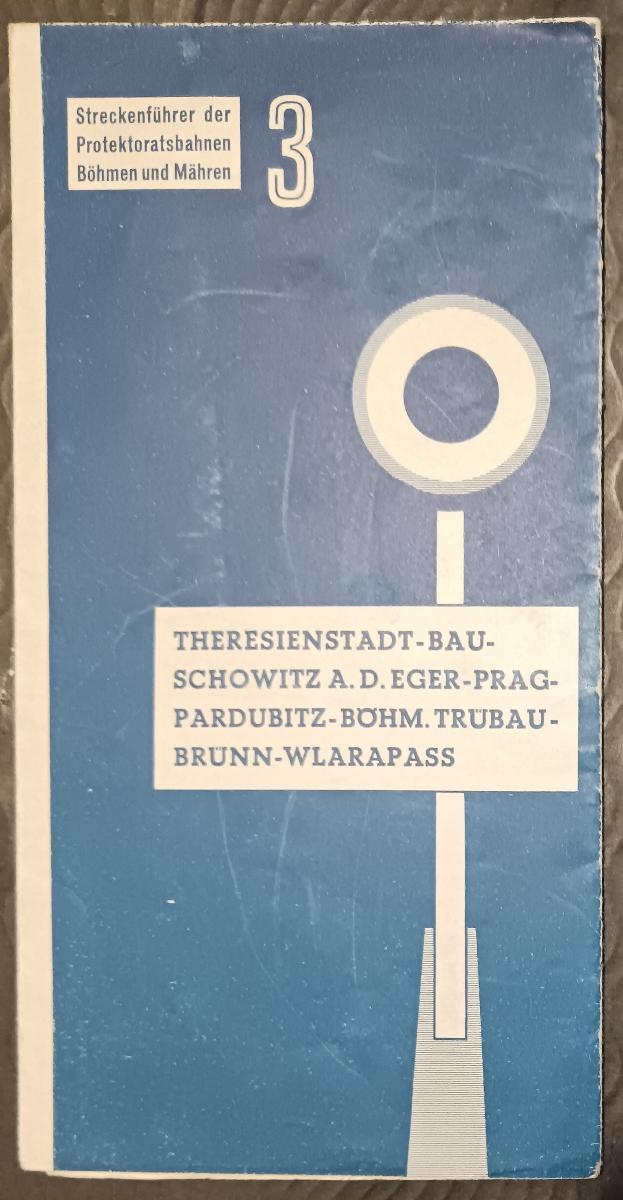 Streckenführer der
Protektoratsbahnen
Böhmen und Mähren
3
THERESIENSTADT-BAU-
SCHOWITZ A. D. EGER-PRAG-
PARDUBITZ-BÖHM. TRÜBAU-
BRÜNN-WLARAPASS